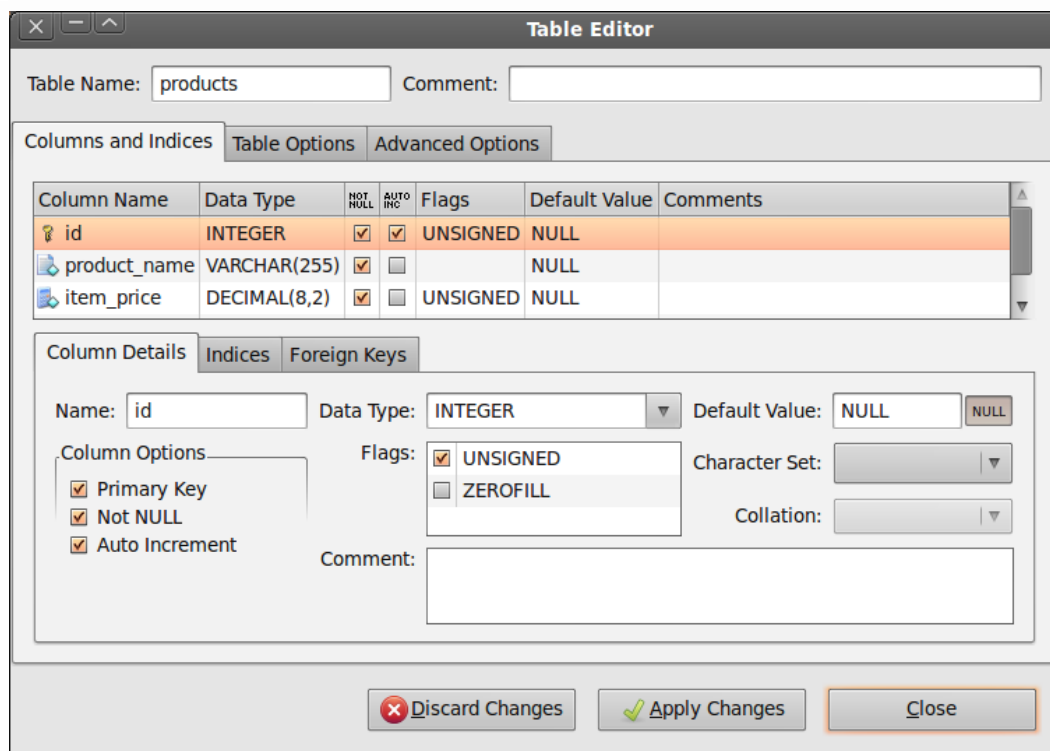 Table Editor
Table Name: products Comment:
Columns and Indices Table Options Advanced Options
Column Name Data Type NOT NULL AUTO INC Flags Default Value Comments
id INTEGER UNSIGNED NULL
product_name VARCHAR(255) NULL
item_price DECIMAL(8,2) UNSIGNED NULL
Column Details Indices Foreign Keys
Name: id Data Type: INTEGER Default Value: NULL NULL
Column Options Flags: UNSIGNED Character Set:
Primary Key ZEROFILL
Not NULL Collation:
Auto Increment
Comment:
Discard Changes Apply Changes Close